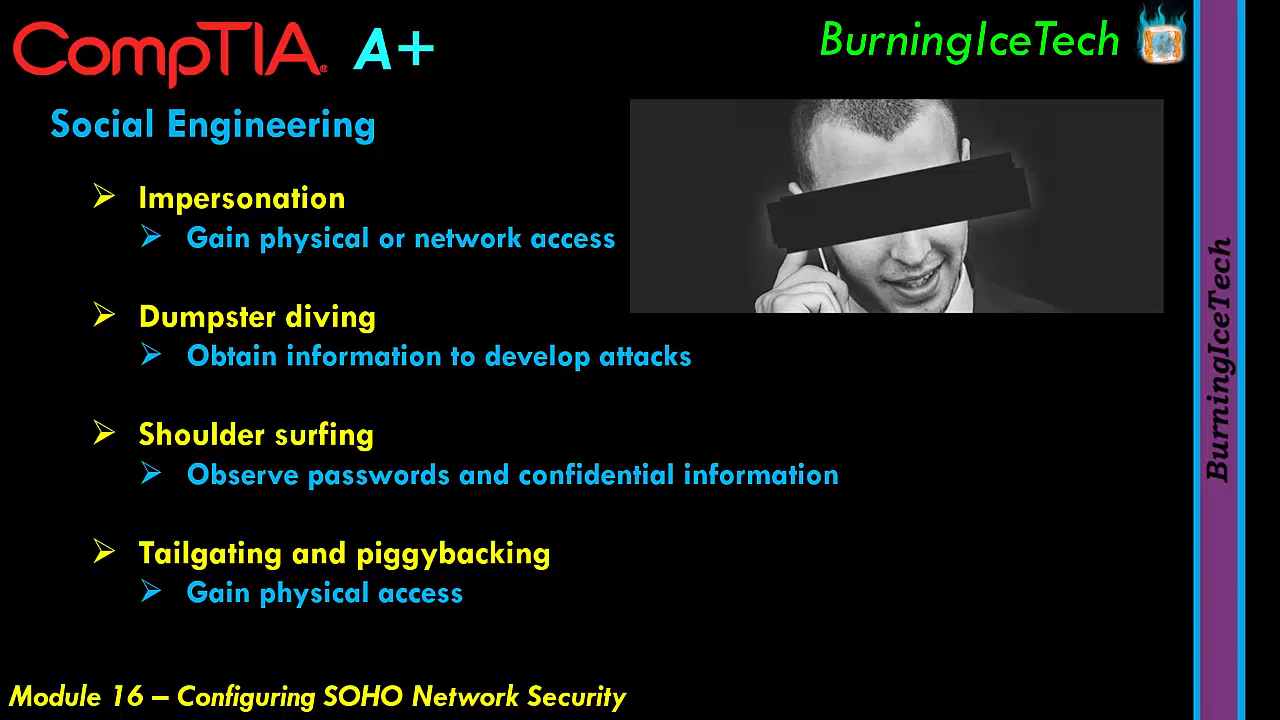 CompTIA® A+
BurningIceTech
Social Engineering
Impersonation
Gain physical or network access
Dumpster diving
Obtain information to develop attacks
Shoulder surfing
Observe passwords and confidential information
Tailgating and piggybacking
Gain physical access
BurningIceTech
Module 16 – Configuring SOHO Network Security